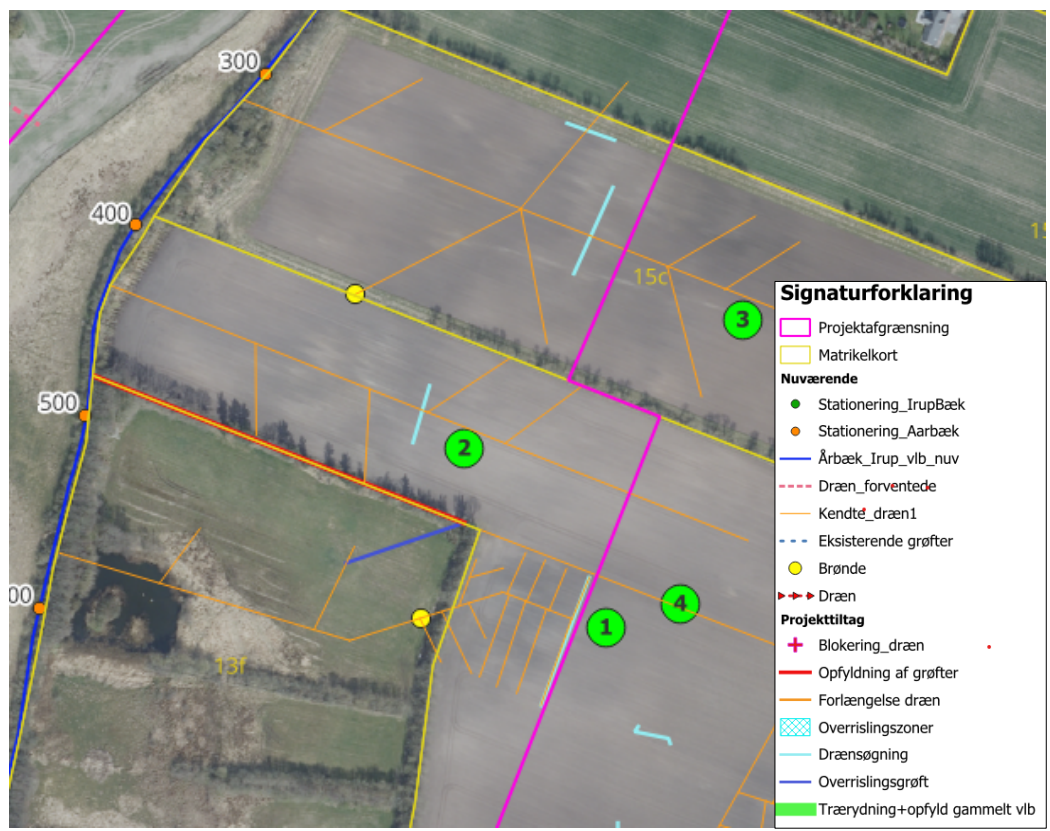 300
400
15c
3
500
2
1
4
13f
Signaturforklaring
Projektafgrænsning
Matrikelkort
Nuværende
Stationering_IrupBæk
Stationering_Aarbæk
Årbæk_Irup_vlb_nuv
Dræn_forventede
Kendte_dræn1
Eksisterende grøfter
Brønde
Dræn
Projekttiltag
Blokering_dræn
Opfyldning af grøfter
Forlængelse dræn
Overrislingszoner
Drænsøgning
Overrislingsgrøft
Trærydning+opfyld gammelt vlb